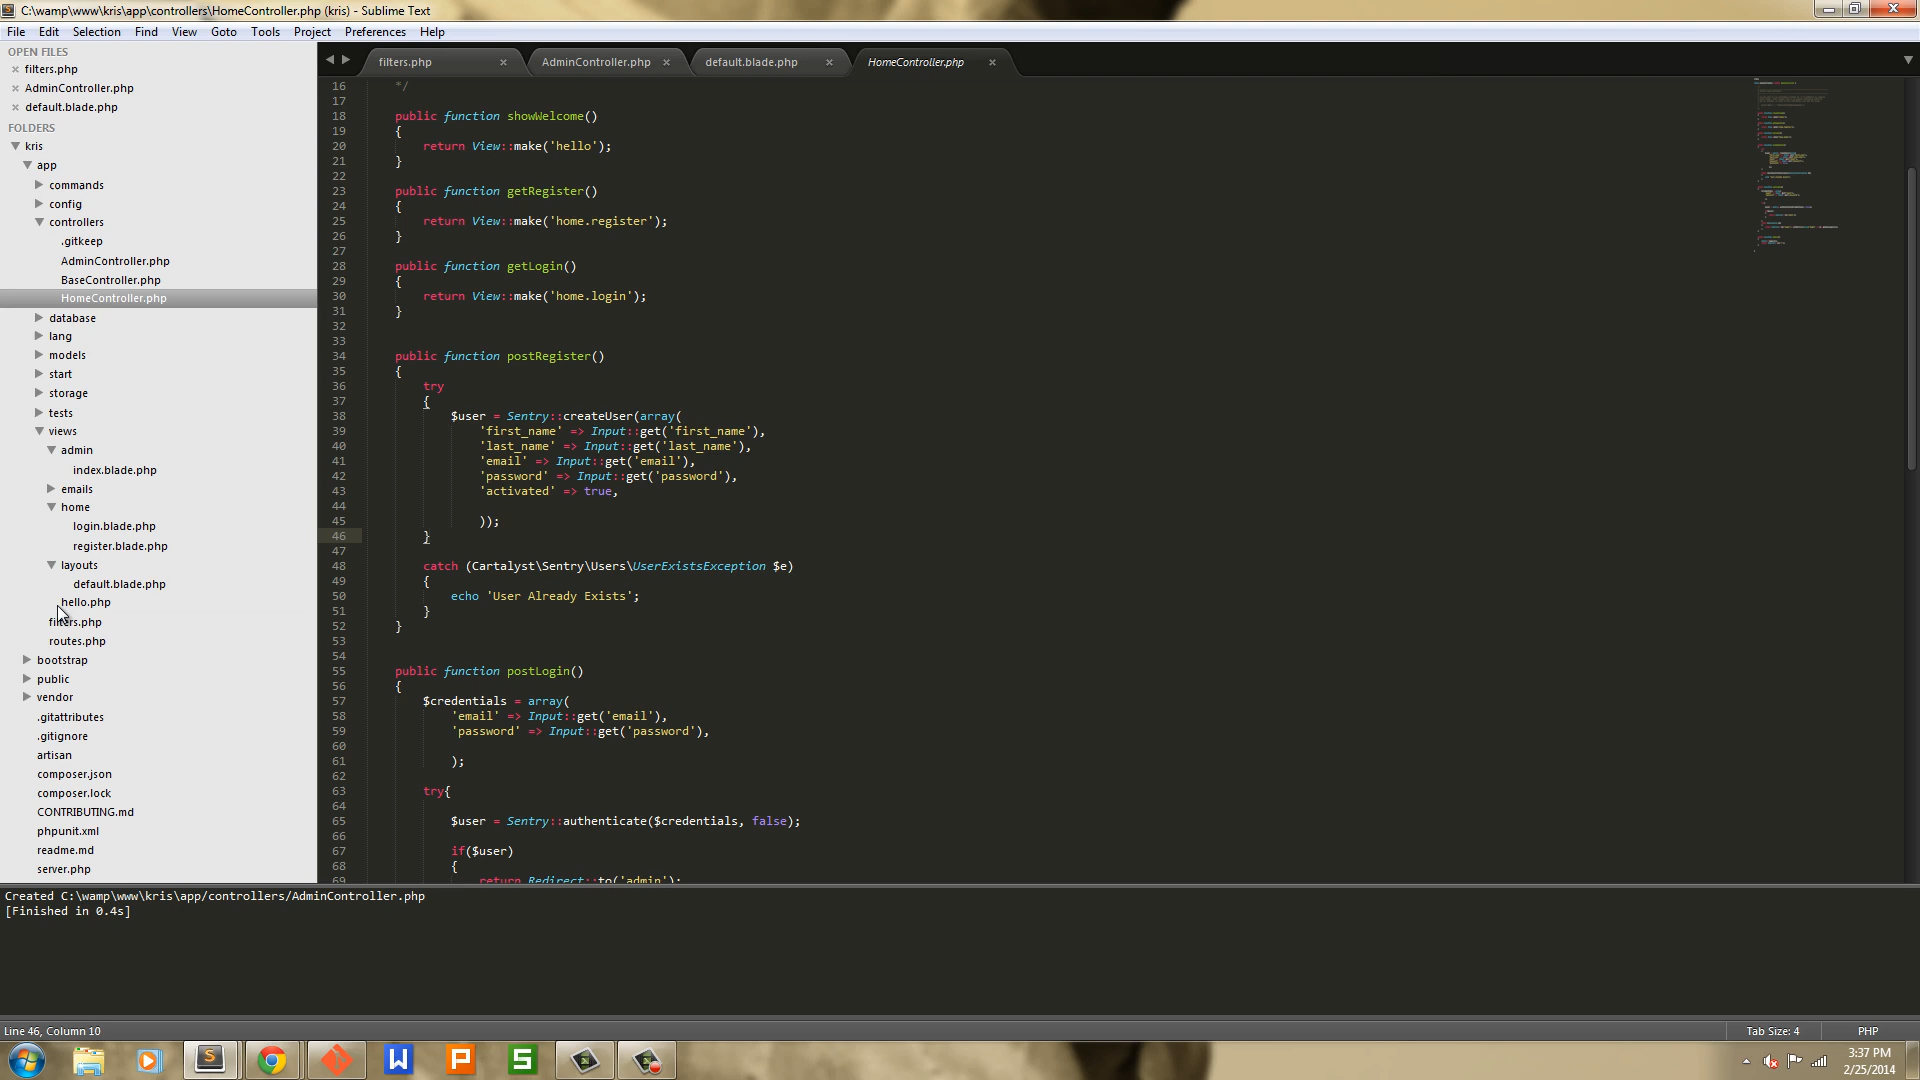 C:\wamp\www\kris\app\controllers\HomeController.php (kris) - Sublime Text
File Edit Selection Find View Goto Tools Project Preferences Help
OPEN FILES
filters.php
AdminController.php
default.blade.php
FOLDERS
kris
app
commands
config
controllers
.gitkeep
AdminController.php
BaseController.php
HomeController.php
database
lang
models
start
storage
tests
views
admin
index.blade.php
emails
home
login.blade.php
register.blade.php
layouts
default.blade.php
hello.php
filters.php
routes.php
bootstrap
public
vendor
.gitattributes
.gitignore
artisan
composer.json
composer.lock
CONTRIBUTING.md
phpunit.xml
readme.md
server.php
filters.php AdminController.php default.blade.php HomeController.php
16 */
17
18 public function showWelcome()
19 {
20 return View::make('hello');
21 }
22
23 public function getRegister()
24 {
25 return View::make('home.register');
26 }
27
28 public function getLogin()
29 {
30 return View::make('home.login');
31 }
32
33
34 public function postRegister()
35 {
36 try
37 {
38 $user = Sentry::createUser(array(
39 'first_name' => Input::get('first_name'),
40 'last_name' => Input::get('last_name'),
41 'email' => Input::get('email'),
42 'password' => Input::get('password'),
43 'activated' => true,
44
45 ));
46 }
47
48 catch (Cartalyst\Sentry\Users\UserExistsException $e)
49 {
50 echo 'User Already Exists';
51 }
52 }
53
54
55 public function postLogin()
56 {
57 $credentials = array(
58 'email' => Input::get('email'),
59 'password' => Input::get('password'),
60
61 );
62
63 try{
64
65 $user = Sentry::authenticate($credentials, false);
66
67 if($user)
68 {
69 return Redirect::to('admin');
Created C:\wamp\www\kris\app/controllers/AdminController.php
[Finished in 0.4s]
Line 46, Column 10
Tab Size: 4 PHP
S W P S
3:37 PM
2/25/2014